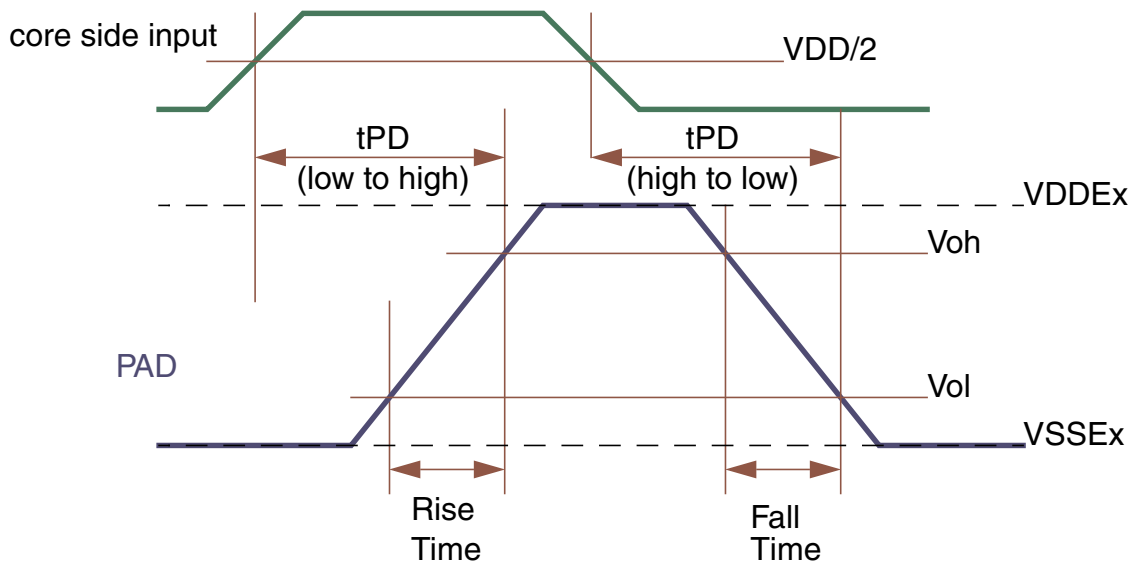 core side input
VDD/2
tPD
(low to high)
tPD
(high to low)
VDDEx
Voh
PAD
Vol
VSSEx
Rise
Time
Fall
Time